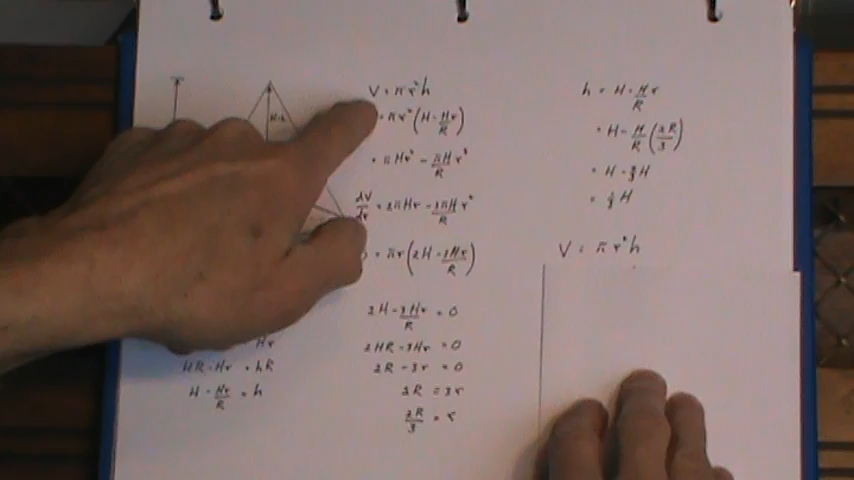 H-h
Hr
HR - Hr = hR
H - Hr/R = h
V = πr²h
= πr²(H - Hr/R)
= πHr² - πH/R r³
dV/dr = 2πHr - 3πH/R r²
= πr(2H - 3Hr/R)
2H - 3Hr/R = 0
2HR - 3Hr = 0
2R - 3r = 0
2R = 3r
2R/3 = r
h = H - H/R r
= H - H/R (2R/3)
= H - 2/3 H
= 1/3 H
V = πr²h